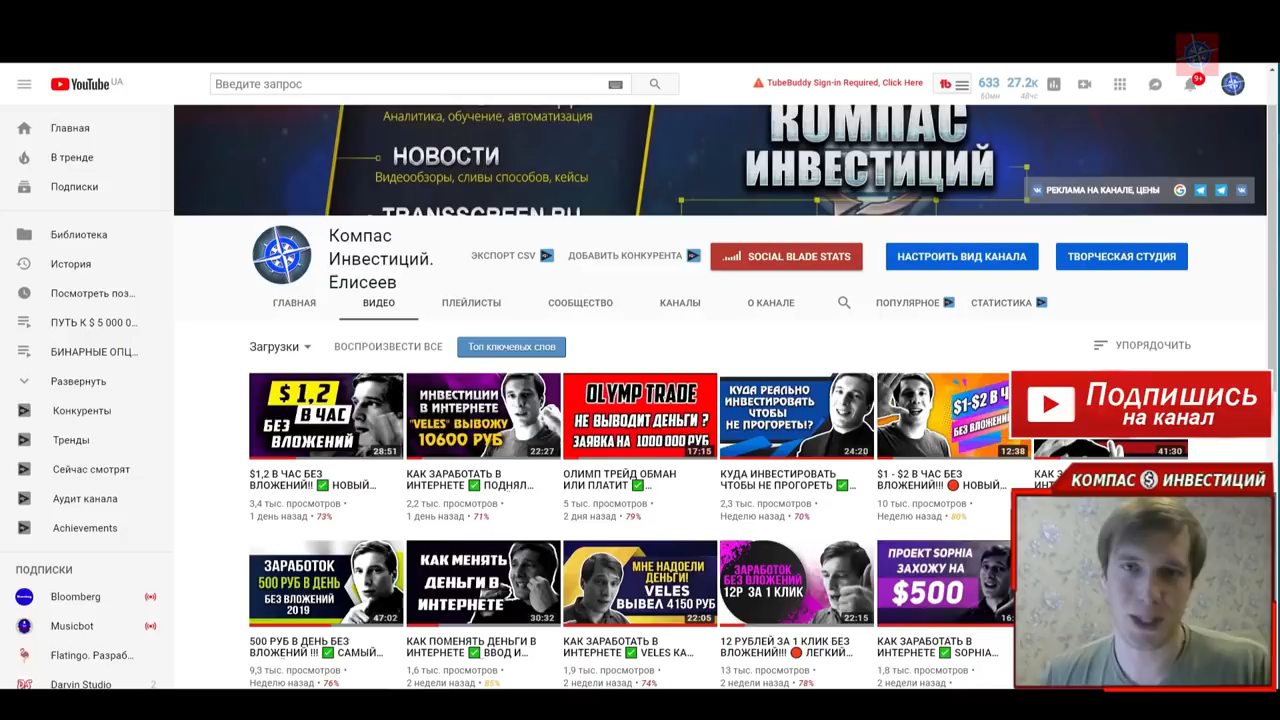 YouTube UA
Введите запрос
TubeBuddy Sign-in Required, Click Here
tb
633
60мин
27.2к
48чс
9+
Главная
В тренде
Подписки
Библиотека
История
Посмотреть поз...
ПУТЬ К $ 5 000 0...
БИНАРНЫЕ ОПЦ...
Развернуть
Конкуренты
Тренды
Сейчас смотрят
Аудит канала
Achievements
ПОДПИСКИ
Bloomberg
Musicbot
Flatingo. Разраб...
Darvin Studio 2
Аналитика, обучение, автоматизация
НОВОСТИ
Видеообзоры, сливы способов, кейсы
TRANSSCREEN.RU
КОМПАС
ИНВЕСТИЦИЙ
РЕКЛАМА НА КАНАЛЕ, ЦЕНЫ
Компас
Инвестиций.
Елисеев
ЭКСПОРТ CSV
ДОБАВИТЬ КОНКУРЕНТА
SOCIAL BLADE STATS
НАСТРОИТЬ ВИД КАНАЛА
ТВОРЧЕСКАЯ СТУДИЯ
ГЛАВНАЯ
ВИДЕО
ПЛЕЙЛИСТЫ
СООБЩЕСТВО
КАНАЛЫ
О КАНАЛЕ
ПОПУЛЯРНОЕ
СТАТИСТИКА
Загрузки
ВОСПРОИЗВЕСТИ ВСЕ
Топ ключевых слов
УПОРЯДОЧИТЬ
$ 1,2
В ЧАС
БЕЗ
ВЛОЖЕНИЙ
28:51
$1,2 В ЧАС БЕЗ
ВЛОЖЕНИЙ!! ✅ НОВЫЙ...
3,4 тыс. просмотров •
1 день назад • 73%
ИНВЕСТИЦИИ
В ИНТЕРНЕТЕ
"VELES" ВЫВОЖУ
10600 РУБ
22:27
КАК ЗАРАБОТАТЬ В
ИНТЕРНЕТЕ ✅ ПОДНЯЛ...
2,2 тыс. просмотров •
1 день назад • 71%
OLYMP TRADE
НЕ ВЫВОДИТ ДЕНЬГИ ?
ЗАЯВКА НА 1000 000 РУБ
17:15
ОЛИМП ТРЕЙД ОБМАН
ИЛИ ПЛАТИТ ✅...
5 тыс. просмотров •
2 дня назад • 79%
КУДА РЕАЛЬНО
ИНВЕСТИРОВАТЬ
ЧТОБЫ
НЕ ПРОГОРЕТЬ!?
24:20
КУДА ИНВЕСТИРОВАТЬ
ЧТОБЫ НЕ ПРОГОРЕТЬ ✅...
2,3 тыс. просмотров •
Неделю назад • 70%
$1-$2 В Ч
БЕЗ ВЛОЖЕНИ
12:38
$1 - $2 В ЧАС БЕЗ
ВЛОЖЕНИЙ!!! 🔴 НОВЫЙ...
10 тыс. просмотров •
Неделю назад • 80%
41:30
КАК З
Подпишись
на канал
КОМПАС $ ИНВЕСТИЦИЙ
ЗАРАБОТОК
500 РУБ В ДЕНЬ
БЕЗ ВЛОЖЕНИЙ
2019
47:02
500 РУБ В ДЕНЬ БЕЗ
ВЛОЖЕНИЙ !!! ✅ САМЫЙ...
9,3 тыс. просмотров •
Неделю назад • 76%
КАК МЕНЯТЬ
ДЕНЬГИ В
ИНТЕРНЕТЕ
30:32
КАК ПОМЕНЯТЬ ДЕНЬГИ В
ИНТЕРНЕТЕ ✅ ВВОД И...
1,6 тыс. просмотров •
2 недели назад • 85%
МНЕ НАДОЕЛИ
ДЕНЬГИ!
VELES
ВЫВЕЛ 4150 РУБ
22:05
КАК ЗАРАБОТАТЬ В
ИНТЕРНЕТЕ ✅ VELES КА...
1,9 тыс. просмотров •
2 недели назад • 74%
ЗАРАБОТОК
БЕЗ ВЛОЖЕНИЙ
12Р ЗА 1 КЛИК
22:15
12 РУБЛЕЙ ЗА 1 КЛИК БЕЗ
ВЛОЖЕНИЙ!!! 🔴 ЛЕГКИЙ...
13 тыс. просмотров •
2 недели назад • 78%
ПРОЕКТ SOPHIA
ЗАХОЖУ НА
$500
16:
КАК ЗАРАБОТАТЬ В
ИНТЕРНЕТЕ ✅ SOPHIA...
1,8 тыс. просмотров •
2 недели назад •